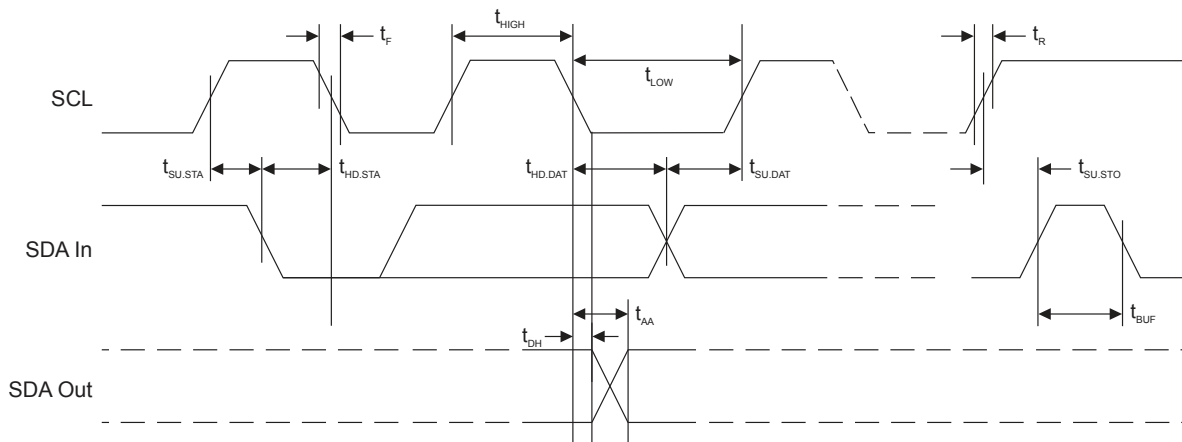 tHIGH
tF
tR
SCL
tLOW
tSU.STA
tHD.STA
tHD.DAT
tSU.DAT
tSU.STO
SDA In
tAA
tBUF
tDH
SDA Out